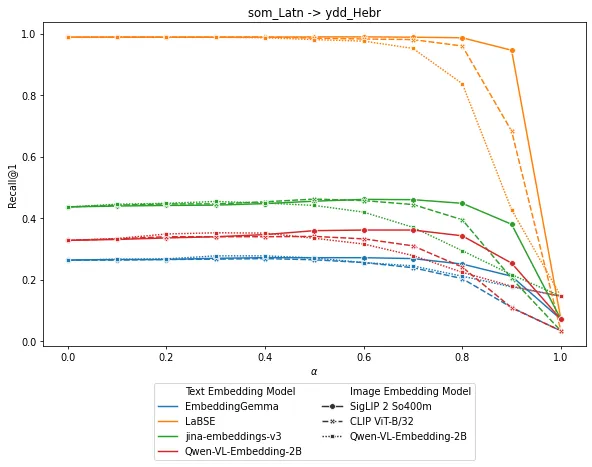 som_Latn -> ydd_Hebr
Recall@1
1.0
0.8
0.6
0.4
0.2
0.0
0.0 0.2 0.4 0.6 0.8 1.0
α
Text Embedding Model Image Embedding Model
EmbeddingGemma SigLIP 2 So400m
LaBSE CLIP ViT-B/32
jina-embeddings-v3 Qwen-VL-Embedding-2B
Qwen-VL-Embedding-2B